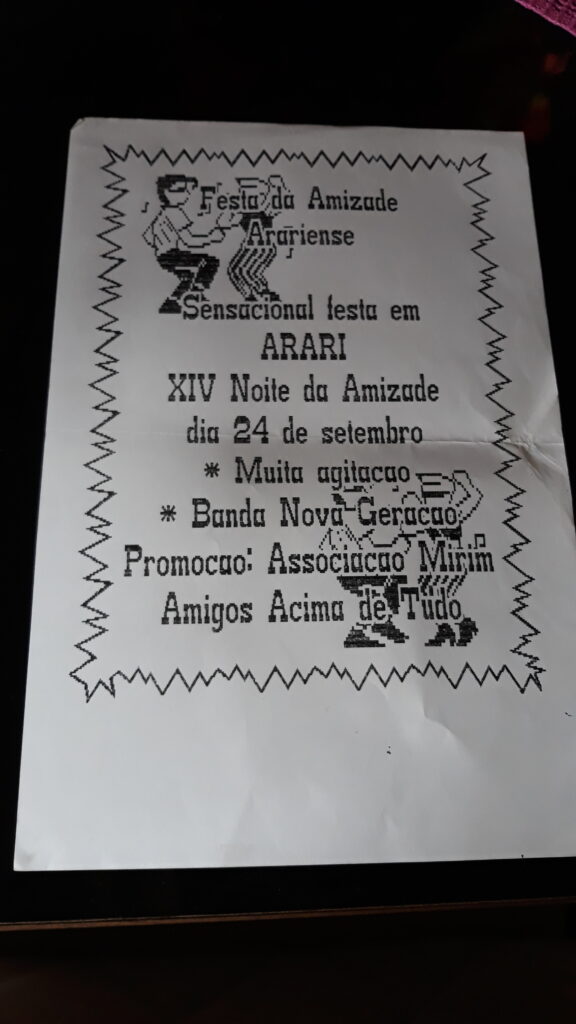 Festa da Amizade
Arariense
Sensacional festa em
ARARI
XIV Noite da Amizade
dia 24 de setembro
* Muita agitacao
* Banda Nova Geracao
Promocao: Associacao Mirim
Amigos Acima de Tudo